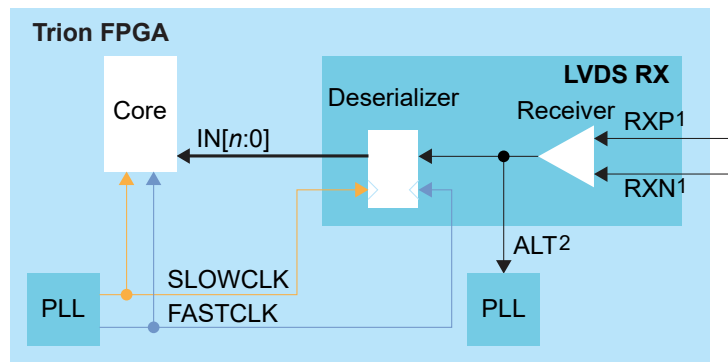 Trion FPGA
LVDS RX
Deserializer
Receiver
Core
RXP1
IN[n:0]
RXN1
ALT2
SLOWCLK
PLL
PLL
FASTCLK